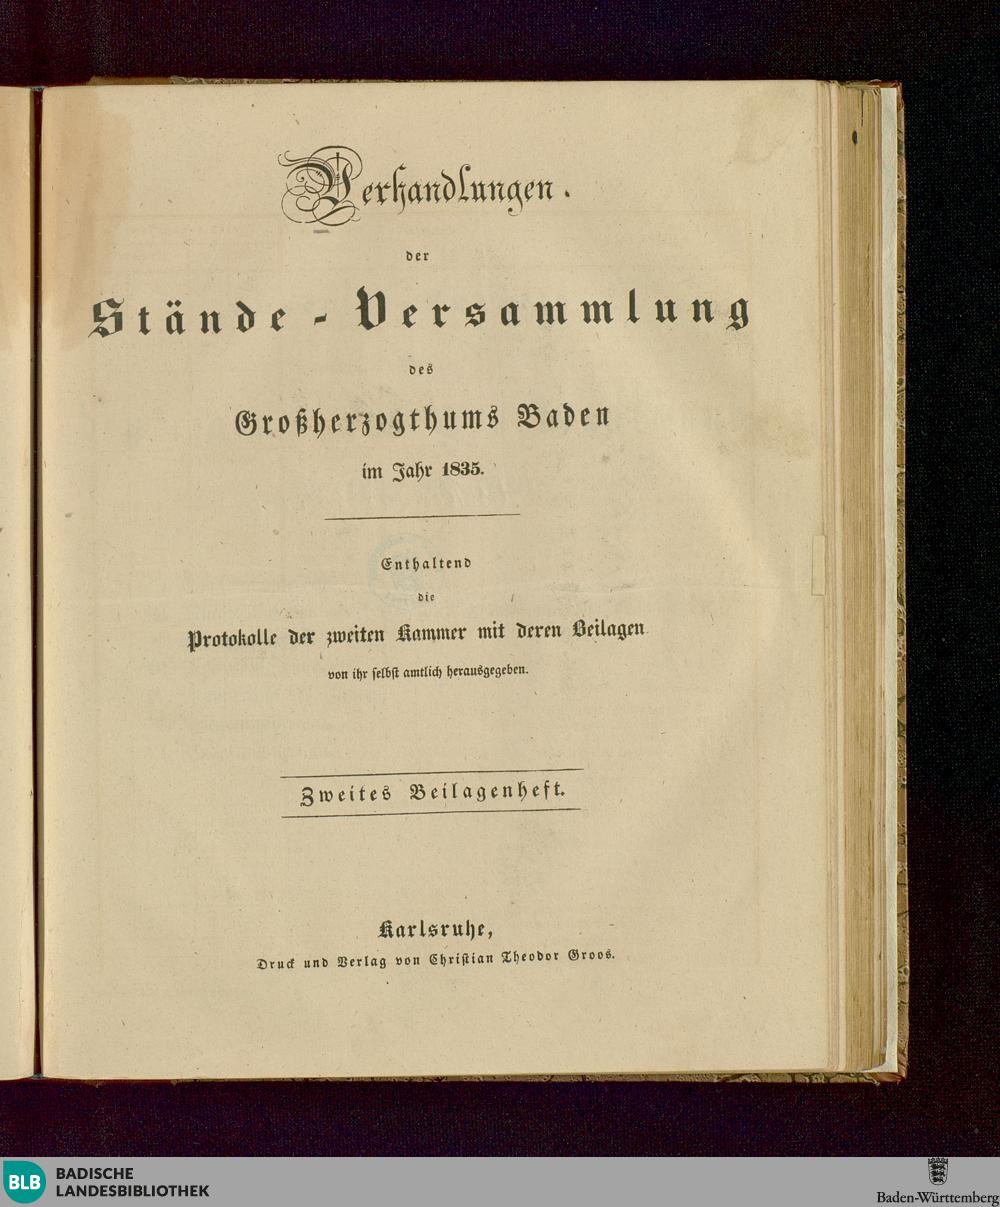 Verhandlungen.
der
Stände-Versammlung
des
Großherzogthums Baden
im Jahr 1835.
Enthaltend
die
Protokolle der zweiten Kammer mit deren Beilagen
von ihr selbst amtlich herausgegeben.
Zweites Beilagenheft.
Karlsruhe,
Druck und Verlag von Christian Theodor Groos.
BLB
BADISCHE
LANDESBIBLIOTHEK
Baden-Württemberg